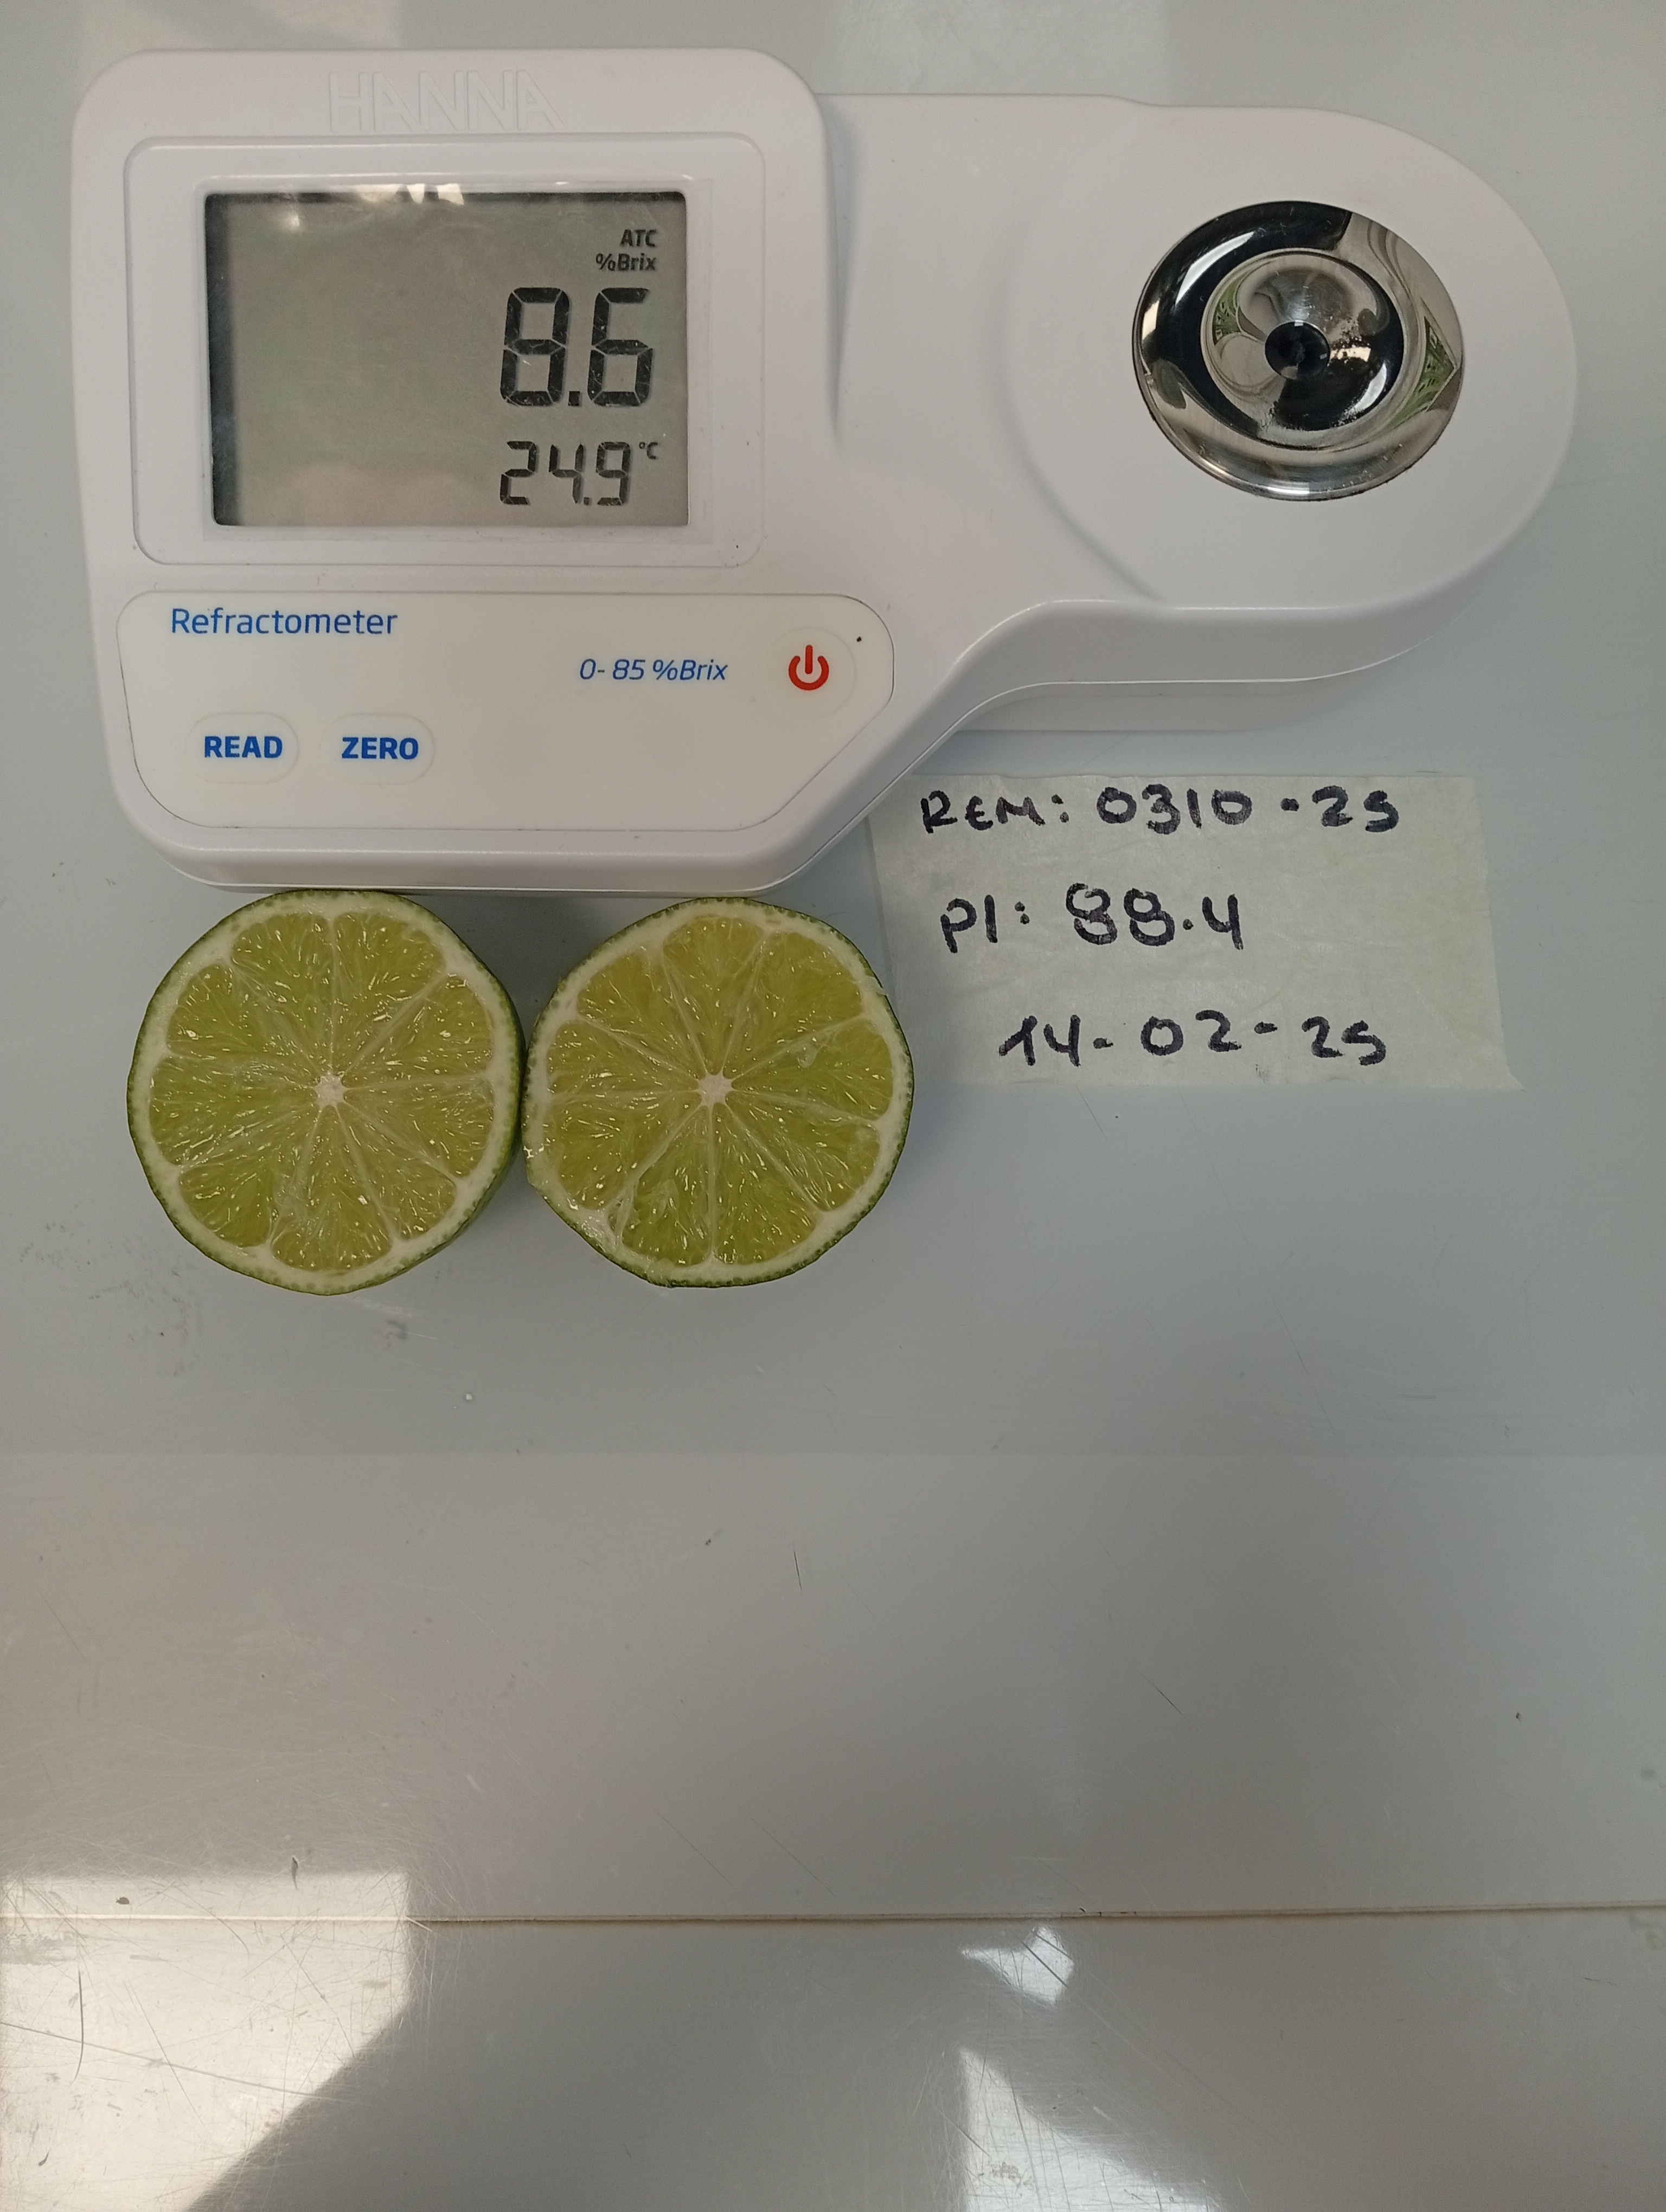 HANNA
ATC
%Brix
8.6
24.9 °C
Refractometer
0-85 %Brix
READ ZERO
REM: 0310-25
PI: 88.4
14-02-25